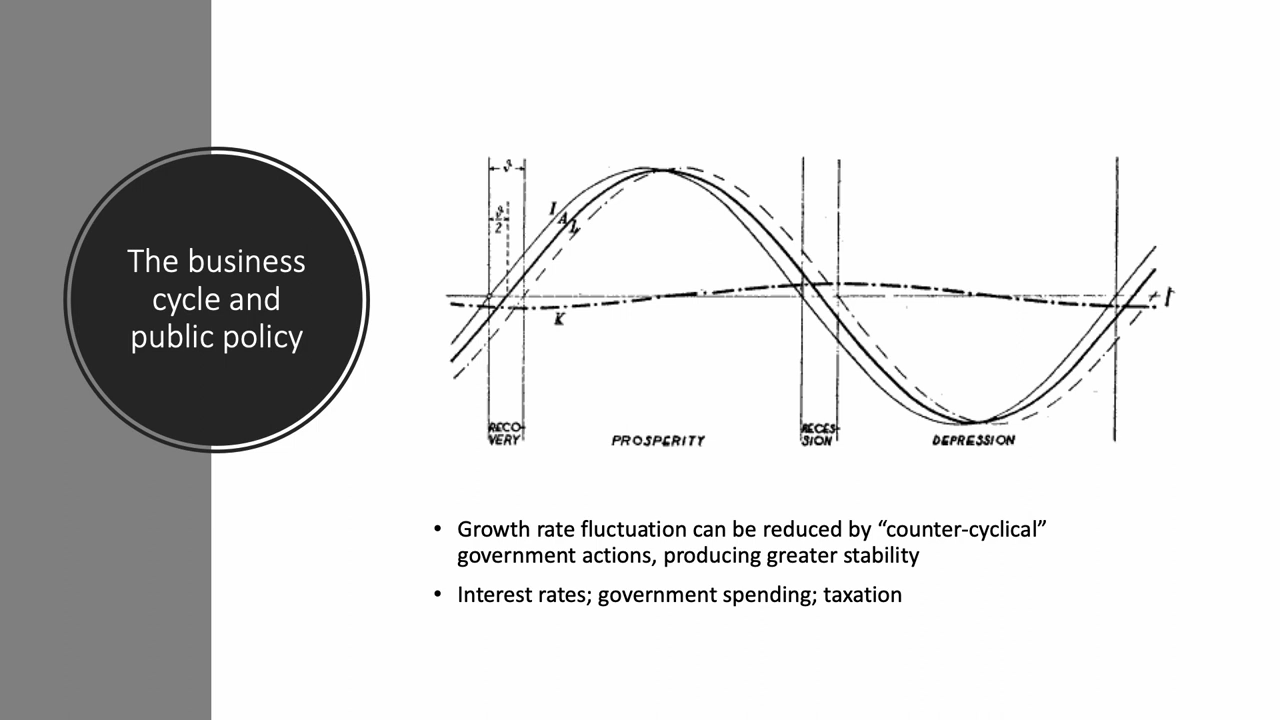 The business
cycle and
public policy
ϑ
ϑ/2
I
A
L
K
t
RECO-
VERY
PROSPERITY
RECES-
SION
DEPRESSION
• Growth rate fluctuation can be reduced by “counter-cyclical”
government actions, producing greater stability
• Interest rates; government spending; taxation